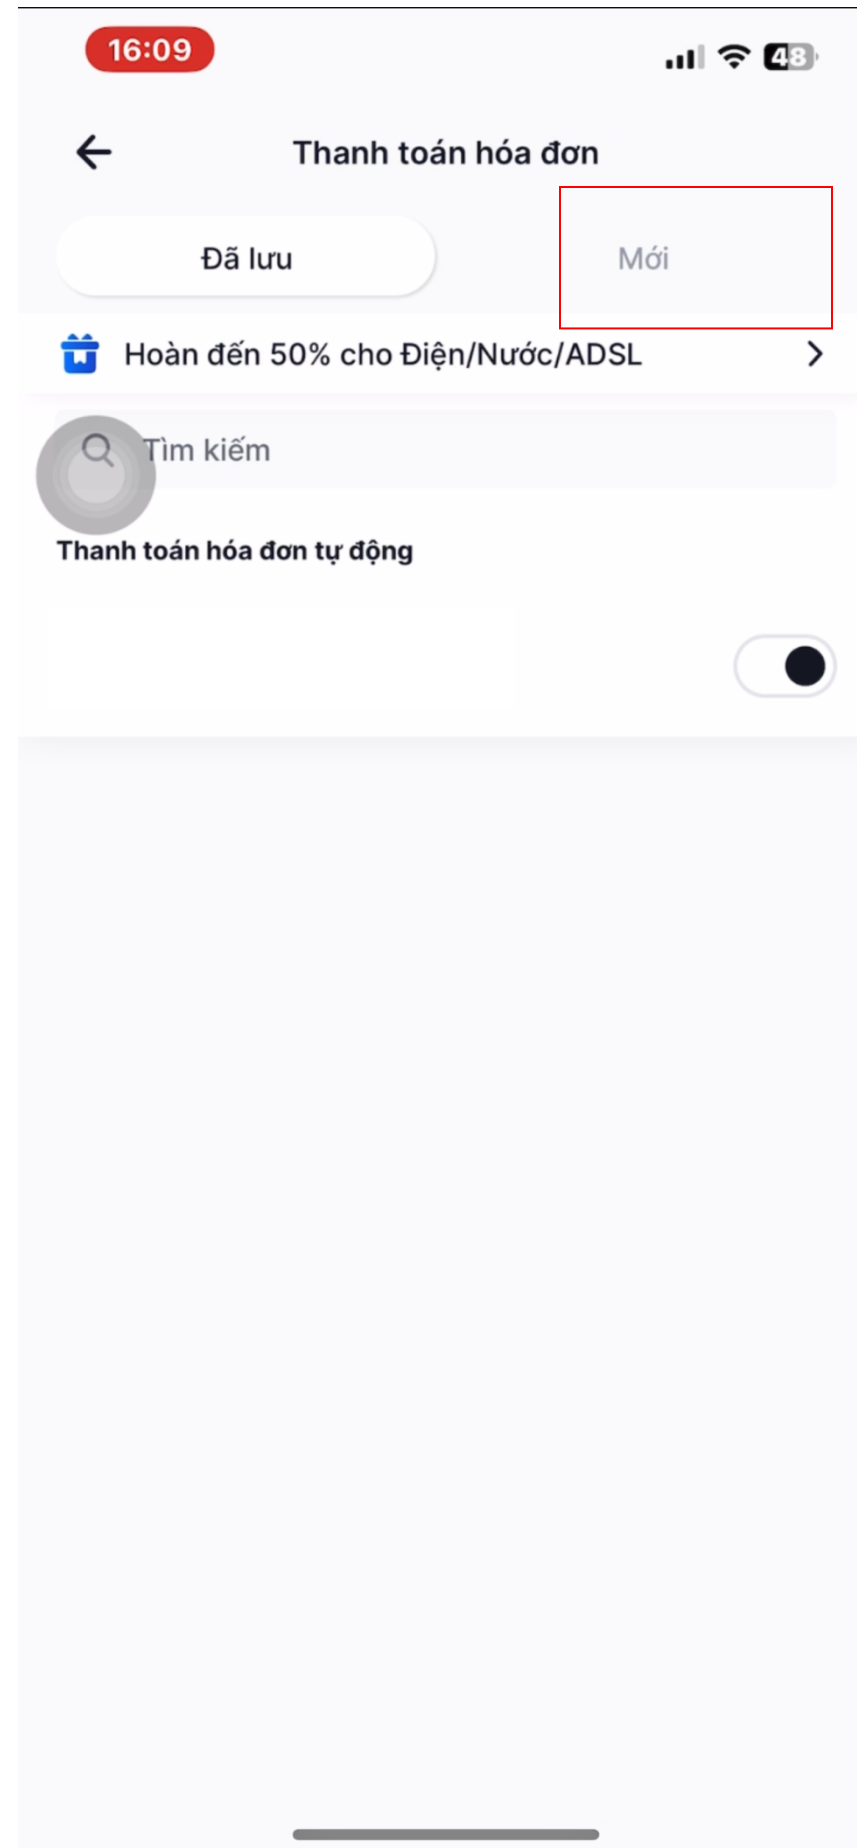 16:09
48
Thanh toán hóa đơn
Đã lưu
Mới
Hoàn đến 50% cho Điện/Nước/ADSL
Tìm kiếm
Thanh toán hóa đơn tự động